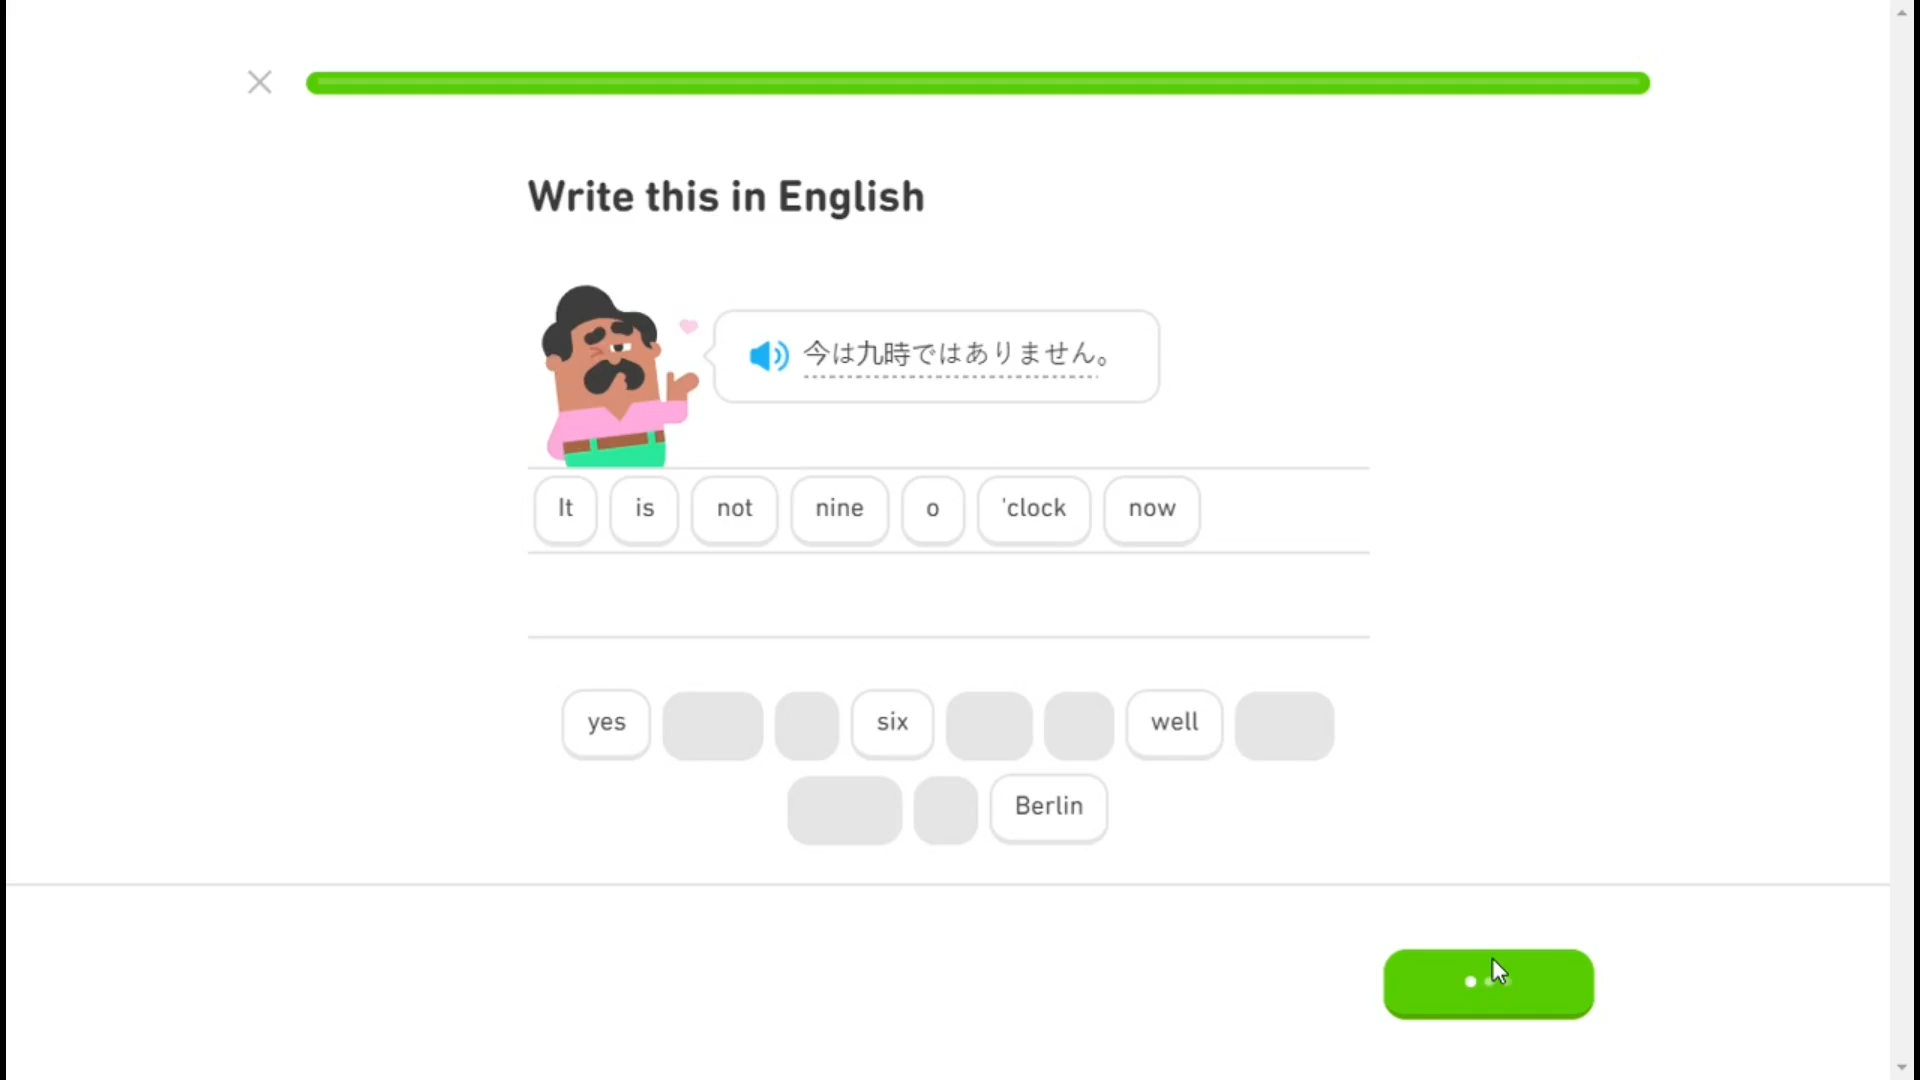 Write this in English
今は九時ではありません。
It is not nine o 'clock now
yes six well
Berlin